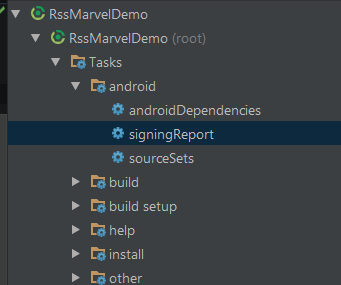 RssMarvelDemo
RssMarvelDemo (root)
Tasks
android
androidDependencies
signingReport
sourceSets
build
build setup
help
install
other